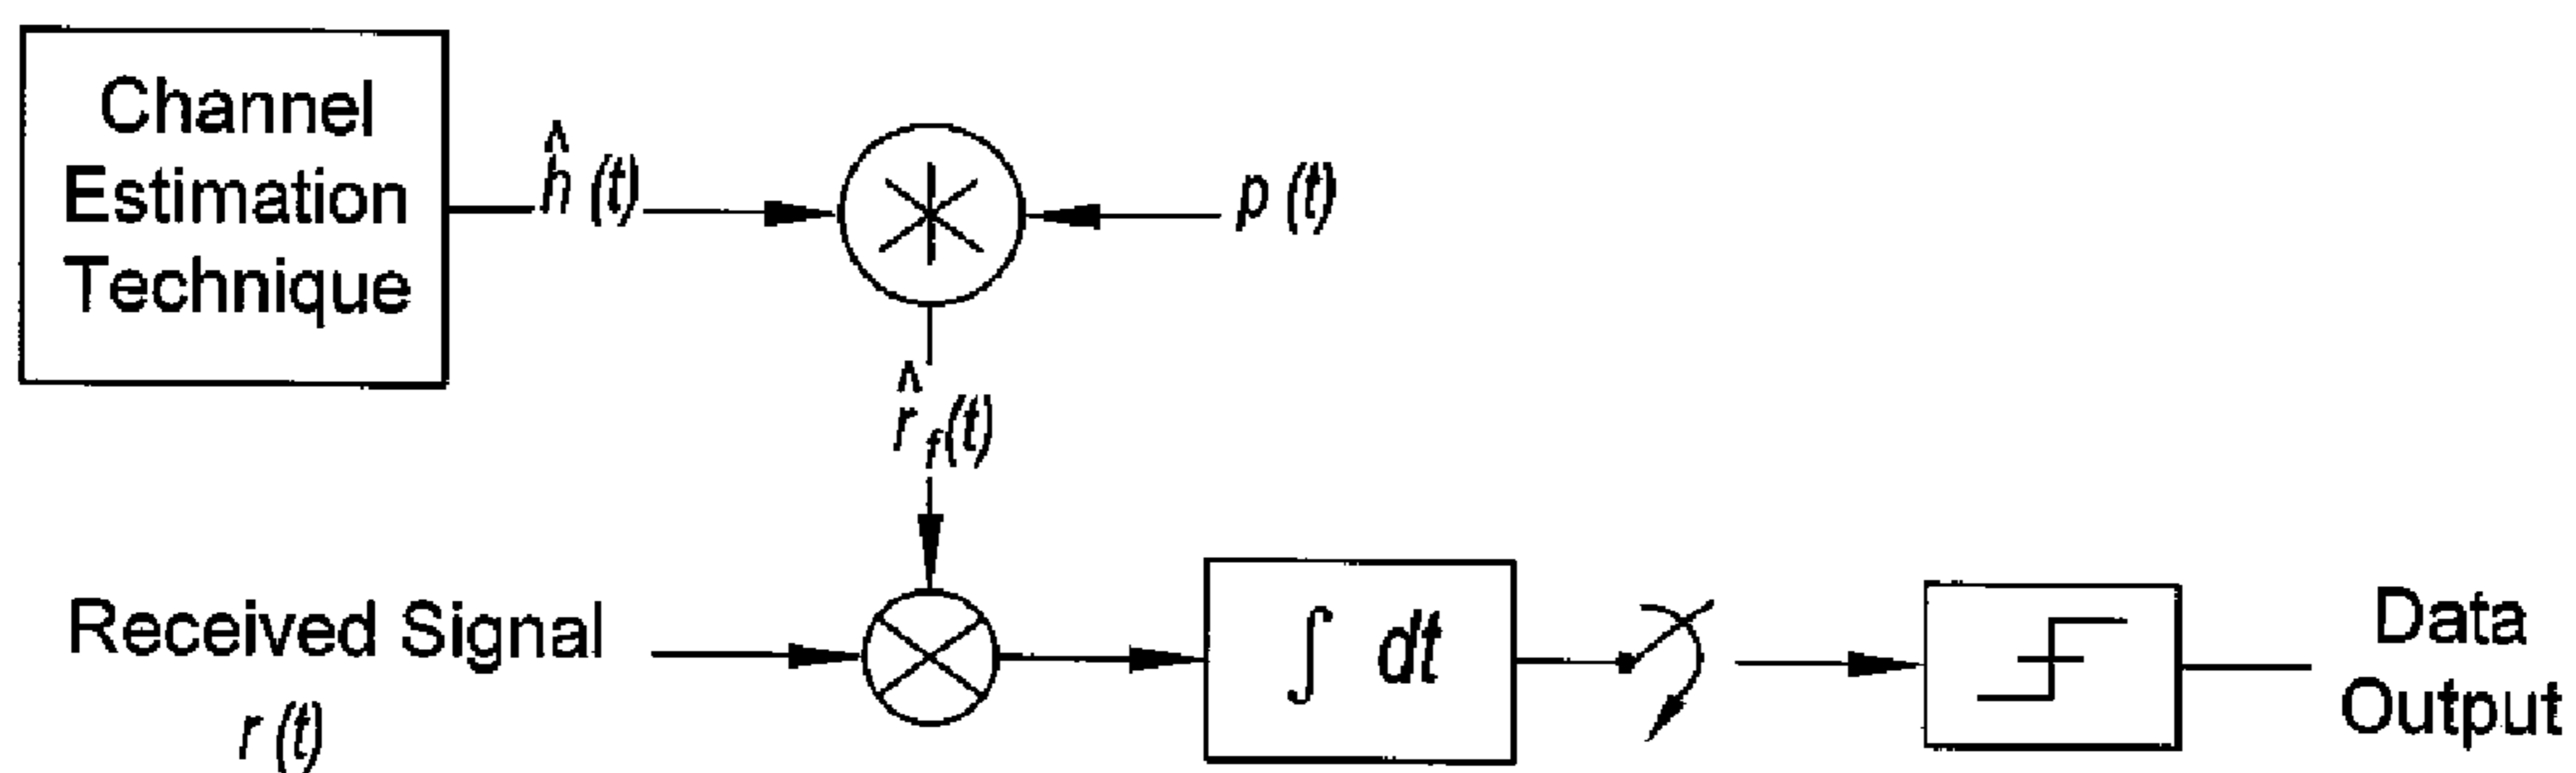 Channel
Estimation
Technique
ĥ (t)
p (t)
r̂f(t)
Received Signal
r (t)
∫ dt
Data
Output